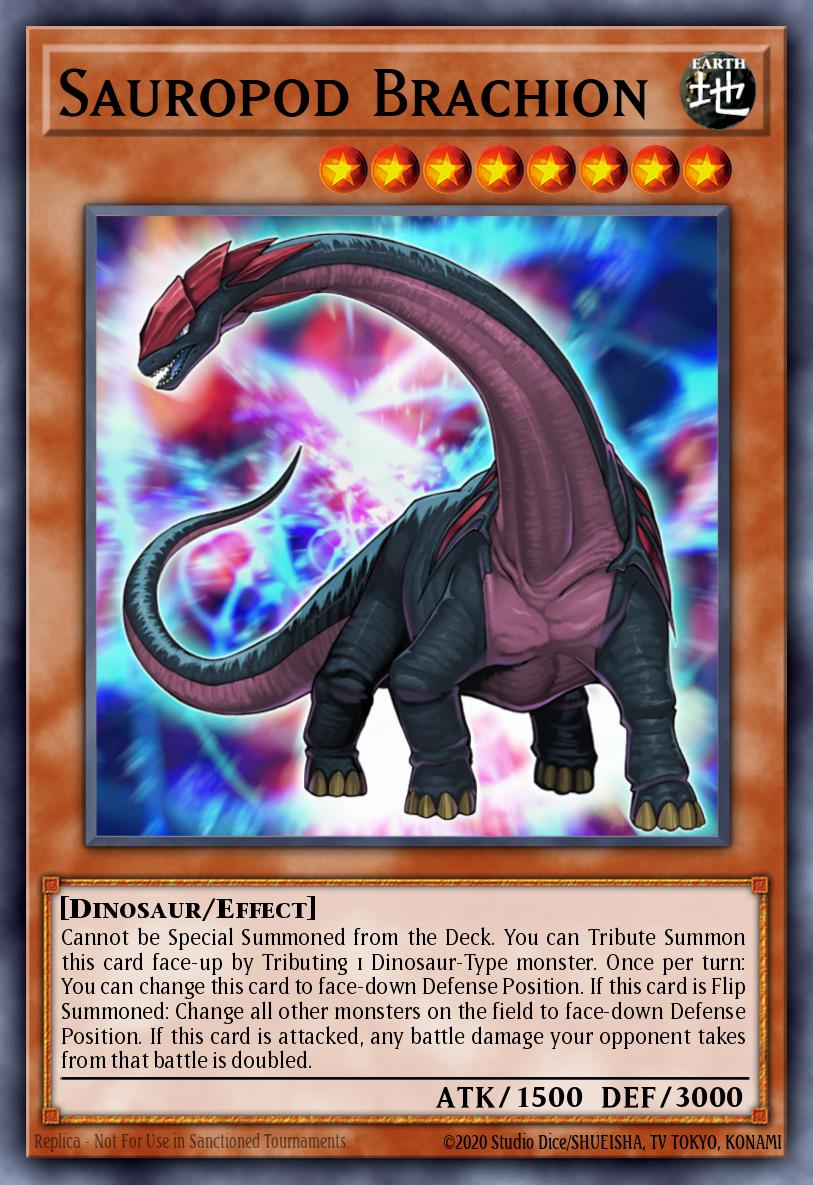 Sauropod Brachion
EARTH
地
[Dinosaur/Effect]
Cannot be Special Summoned from the Deck. You can Tribute Summon
this card face-up by Tributing 1 Dinosaur-Type monster. Once per turn:
You can change this card to face-down Defense Position. If this card is Flip
Summoned: Change all other monsters on the field to face-down Defense
Position. If this card is attacked, any battle damage your opponent takes
from that battle is doubled.
ATK/1500 DEF/3000
Replica - Not For Use in Sanctioned Tournaments.
©2020 Studio Dice/SHUEISHA, TV TOKYO, KONAMI